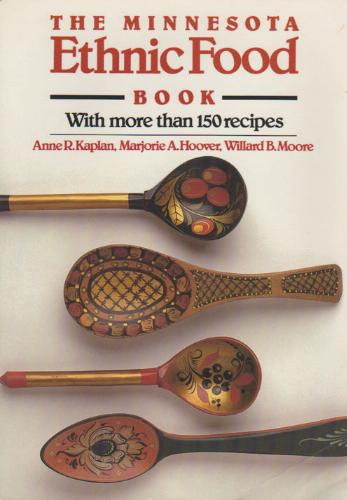 THE MINNESOTA
Ethnic Food
BOOK
With more than 150 recipes
Anne R. Kaplan, Marjorie A. Hoover, Willard B. Moore